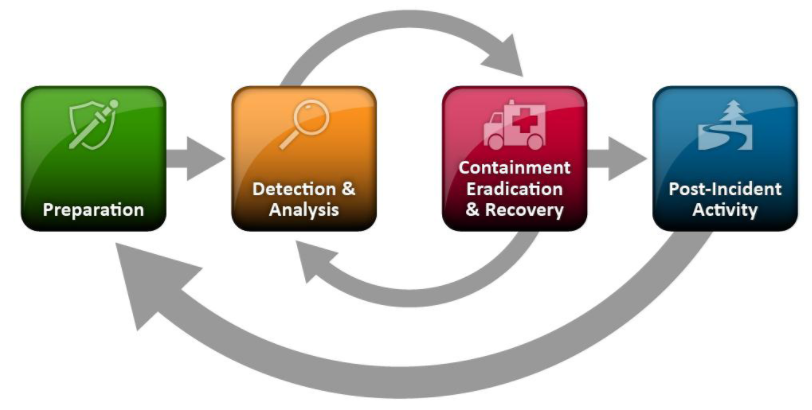 Preparation
Detection &
Analysis
Containment
Eradication
& Recovery
Post-Incident
Activity